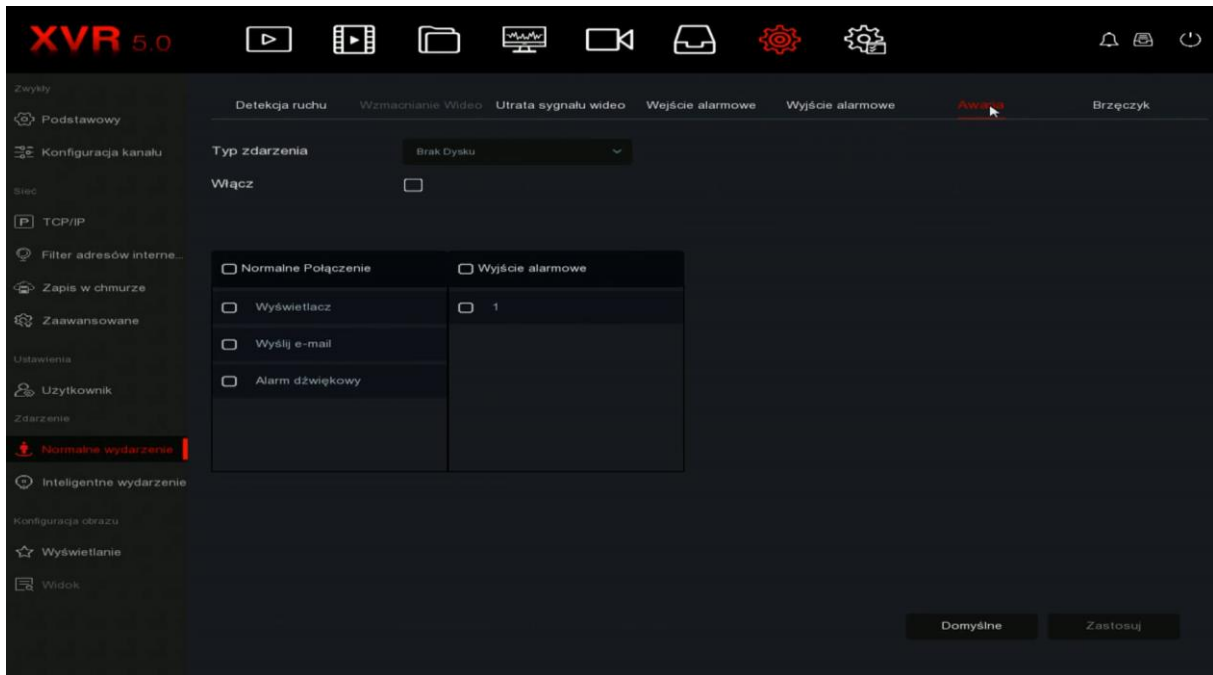 XVR 5.0
Zwykły
Podstawowy
Konfiguracja kanału
Sieć
TCP/IP
Filter adresów interne...
Zapis w chmurze
Zaawansowane
Ustawienia
Użytkownik
Zdarzenie
Normalne wydarzenie
Inteligentne wydarzenie
Konfiguracja obrazu
Wyświetlanie
Widok
Detekcja ruchu Wzmacnianie Wideo Utrata sygnału wideo Wejście alarmowe Wyjście alarmowe Awaria Brzęczyk
Typ zdarzenia Brak Dysku
Włącz
Normalne Połączenie Wyjście alarmowe
Wyświetlacz 1
Wyślij e-mail
Alarm dźwiękowy
Domyślne Zastosuj